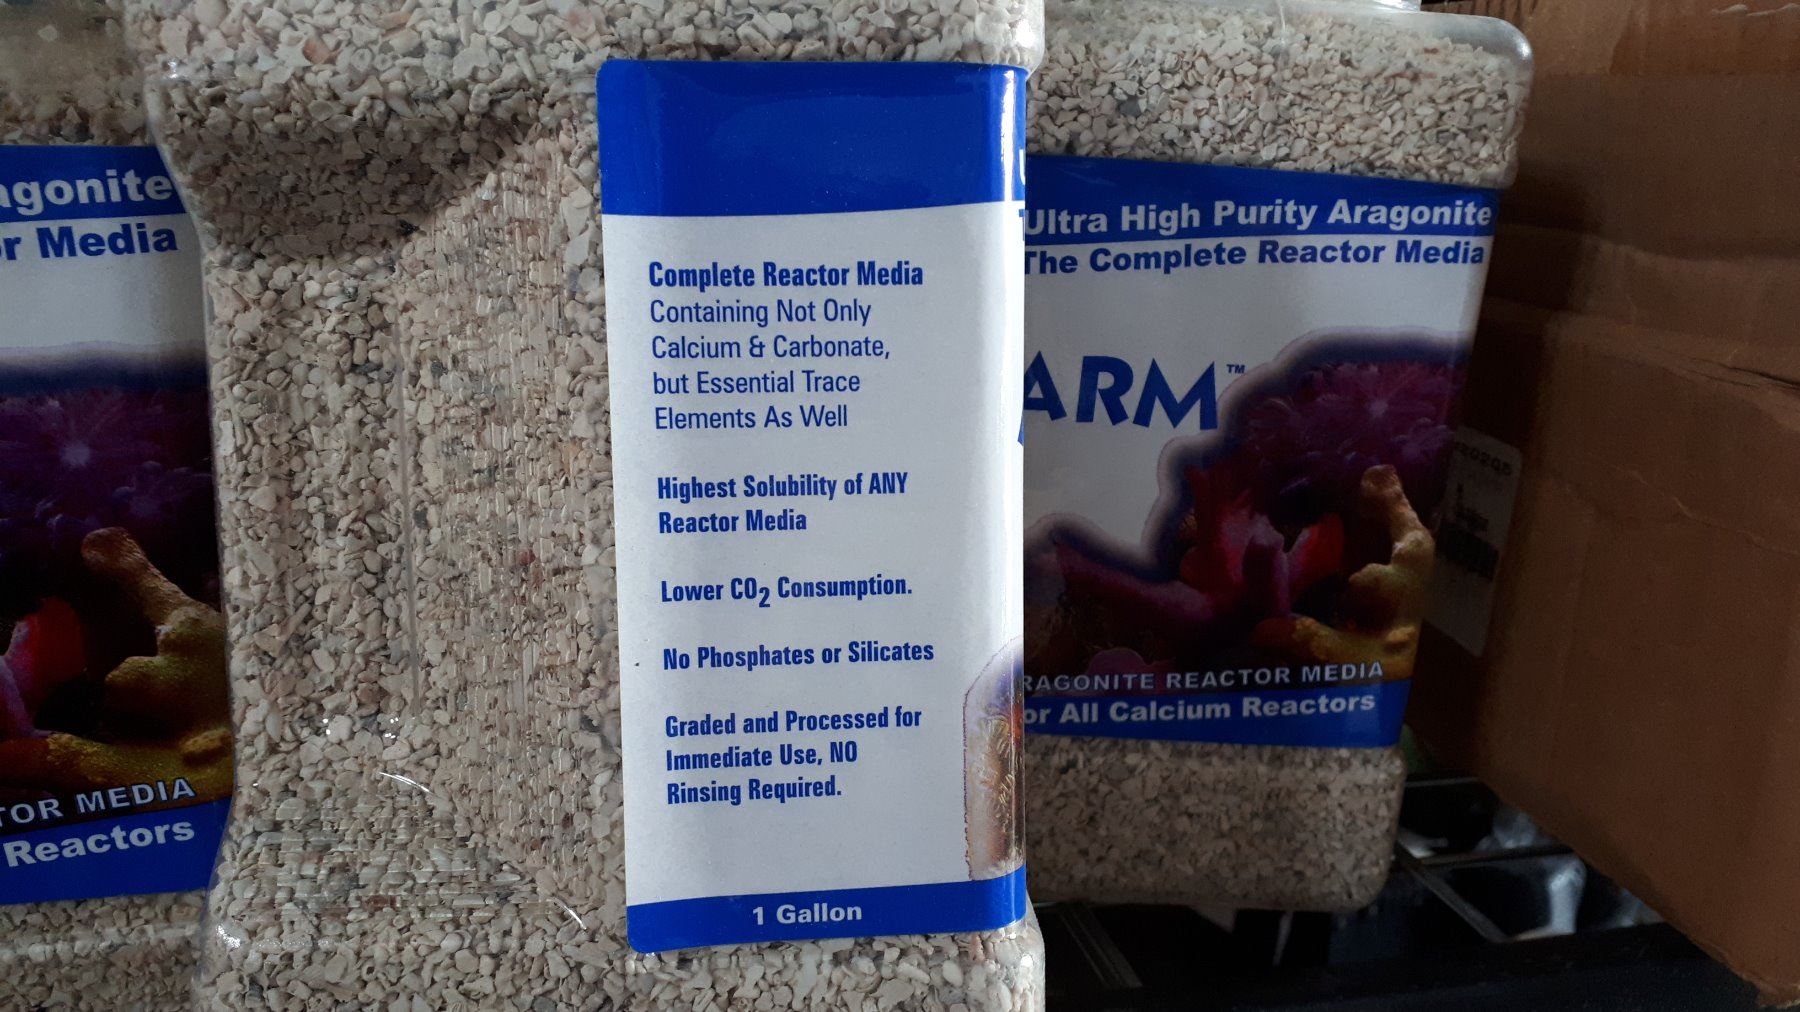 agonite
r Media
TOR MEDIA
Reactors
Complete Reactor Media
Containing Not Only
Calcium & Carbonate,
but Essential Trace
Elements As Well
Highest Solubility of ANY
Reactor Media
Lower CO2 Consumption.
No Phosphates or Silicates
Graded and Processed for
Immediate Use, NO
Rinsing Required.
1 Gallon
Ultra High Purity Aragonite
The Complete Reactor Media
ARM™
RAGONITE REACTOR MEDIA
or All Calcium Reactors